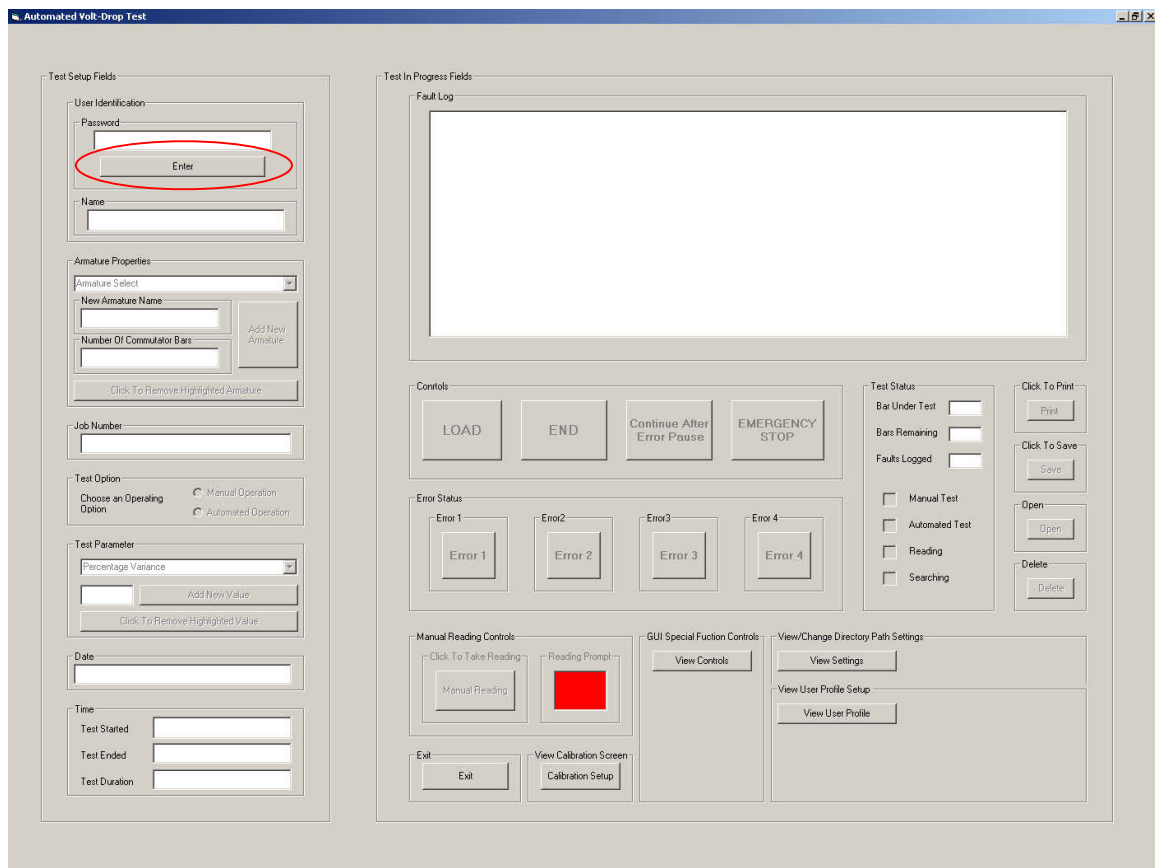 Automated Volt-Drop Test
Test Setup Fields
User Identification
Password
Enter
Name
Armature Properties
Armature Select
New Armature Name
Number Of Commutator Bars
Add New
Armature
Click To Remove Highlighted Armature
Job Number
Test Option
Choose an Operating
Option
Manual Operation
Automated Operation
Test Parameter
Percentage Variance
Add New Value
Click To Remove Highlighted Value
Date
Time
Test Started
Test Ended
Test Duration
Test In Progress Fields
Fault Log
Conrtols
LOAD
END
Continue After
Error Pause
EMERGENCY
STOP
Error Status
Error 1
Error 1
Error2
Error 2
Error3
Error 3
Error 4
Error 4
Test Status
Bar Under Test
Bars Remaining
Faults Logged
Manual Test
Automated Test
Reading
Searching
Click To Print
Print
Click To Save
Save
Open
Open
Delete
Delete
Manual Reading Controls
Click To Take Reading
Manual Reading
Reading Prompt
Exit
Exit
View Calibration Screen
Calibration Setup
GUI Special Fuction Controls
View Controls
View/Change Directory Path Settings
View Settings
View User Profile Setup
View User Profile